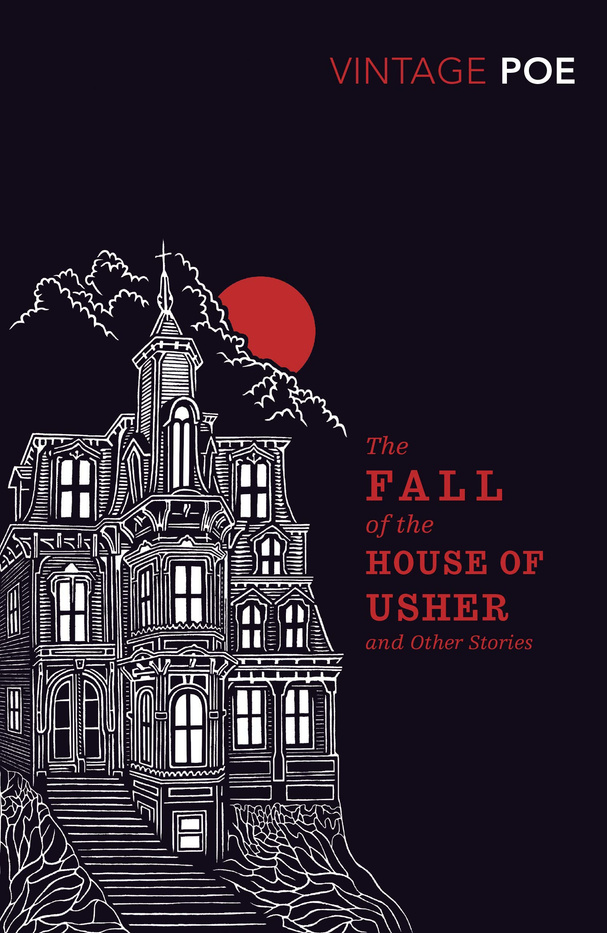 VINTAGE POE
The
FALL
of the
HOUSE OF
USHER
and Other Stories